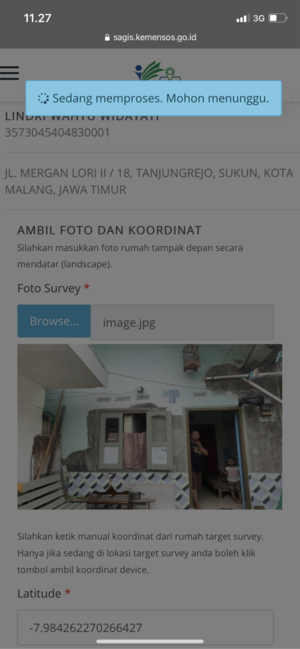 11.27
3G
sagis.kemensos.go.id
Sedang memproses. Mohon menunggu.
LINDRI WAHYU WIDAYATI
3573045404830001
JL. MERGAN LORI II / 18, TANJUNGREJO, SUKUN, KOTA
MALANG, JAWA TIMUR
AMBIL FOTO DAN KOORDINAT
Silahkan masukkan foto rumah tampak depan secara
mendatar (landscape).
Foto Survey *
Browse... image.jpg
Silahkan ketik manual koordinat dari rumah target survey.
Hanya jika sedang di lokasi target survey anda boleh klik
tombol ambil koordinat device.
Latitude *
-7.984262270266427